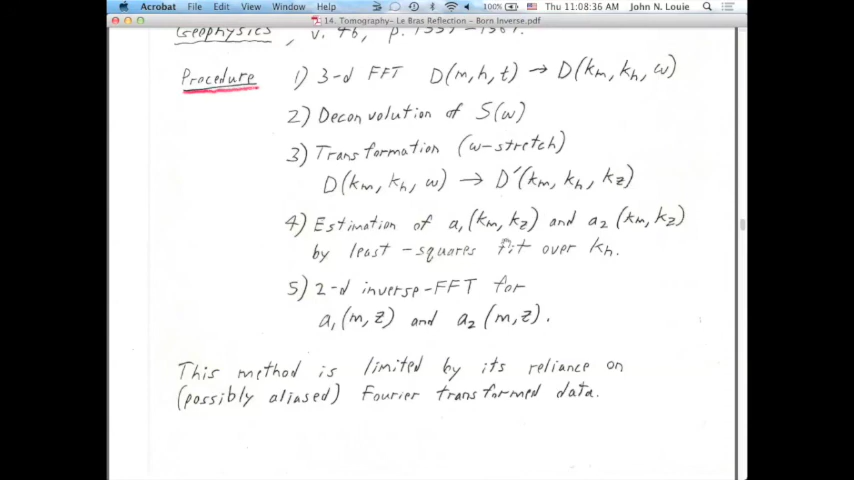 Acrobat File Edit View Window Help 100% Thu 11:08:36 AM John N. Louie
14. Tomography- Le Bras Reflection - Born Inverse.pdf
Geophysics, v. 46, p.
Procedure 1) 3-d FFT D(m,h,t) → D(km, kh, ω)
2) Deconvolution of S(ω)
3) Transformation (ω-stretch)
D(km, kh, ω) → D′(km, kh, kz)
4) Estimation of a1(km, kz) and a2(km, kz)
by least-squares fit over kh.
5) 2-d inverse-FFT for
a1(m,z) and a2(m,z).
This method is limited by its reliance on
(possibly aliased) Fourier transformed data.